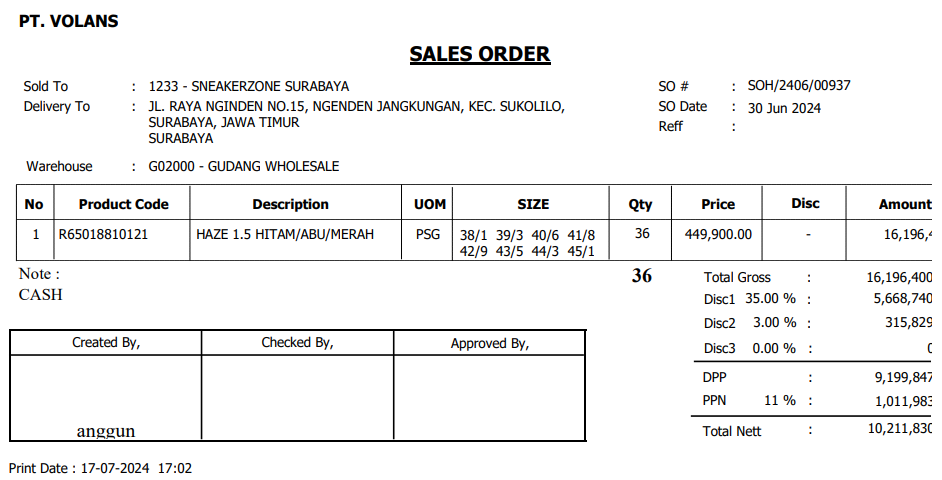 PT. VOLANS
SALES ORDER
Sold To : 1233 - SNEAKERZONE SURABAYA
Delivery To : JL. RAYA NGINDEN NO.15, NGENDEN JANGKUNGAN, KEC. SUKOLILO,
SURABAYA, JAWA TIMUR
SURABAYA
SO # : SOH/2406/00937
SO Date : 30 Jun 2024
Reff :
Warehouse : G02000 - GUDANG WHOLESALE
No Product Code Description UOM SIZE Qty Price Disc Amount
1 R65018810121 HAZE 1.5 HITAM/ABU/MERAH PSG 38/1 39/3 40/6 41/8 36 449,900.00 - 16,196,4
42/9 43/5 44/3 45/1
Note :
CASH
36
Total Gross : 16,196,400
Disc1 35.00 % : 5,668,740
Disc2 3.00 % : 315,829
Disc3 0.00 % : 0
DPP : 9,199,847
PPN 11 % : 1,011,983
Total Nett : 10,211,830
Created By, Checked By, Approved By,
anggun
Print Date : 17-07-2024 17:02